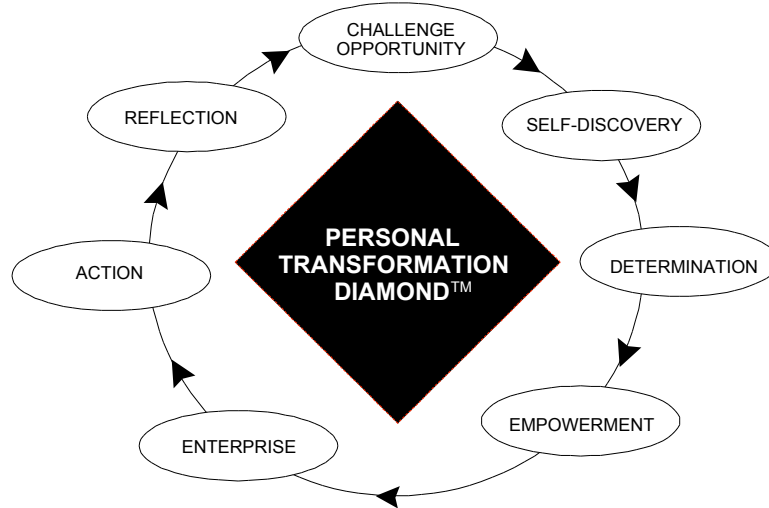 CHALLENGE
OPPORTUNITY
SELF-DISCOVERY
DETERMINATION
EMPOWERMENT
ENTERPRISE
ACTION
REFLECTION
PERSONAL
TRANSFORMATION
DIAMOND™